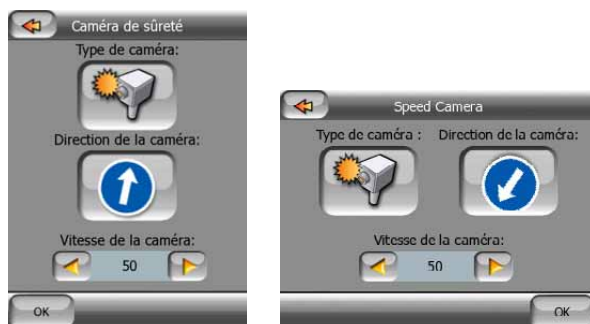 Caméra de sûreté
Type de caméra:
Direction de la caméra:
Vitesse de la caméra:
50
OK
Speed Camera
Type de caméra : Direction de la caméra:
Vitesse de la caméra:
50
OK